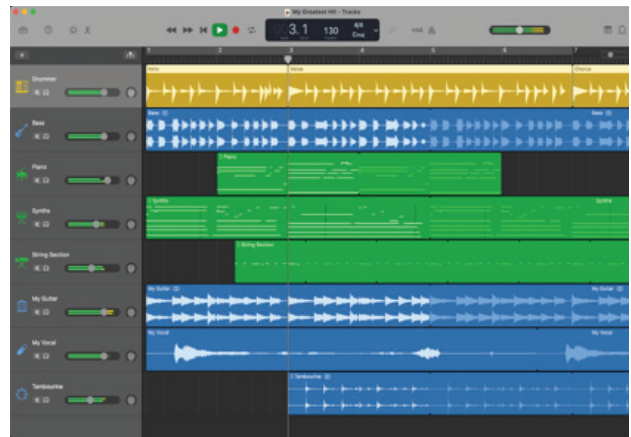 My Greatest Hit - Tracks
3. 1
130
4/4
Cmaj
1 2 3 4 5 6 7
Drummer
Intro
Verse
Chorus
Bass
Bass
Bass
Piano
Piano
Synths
Synths
Synths
String Section
String Section
My Guitar
My Guitar
My Guitar
My Vocal
My Vocal
My Vocal
Tambourine
Tambourine